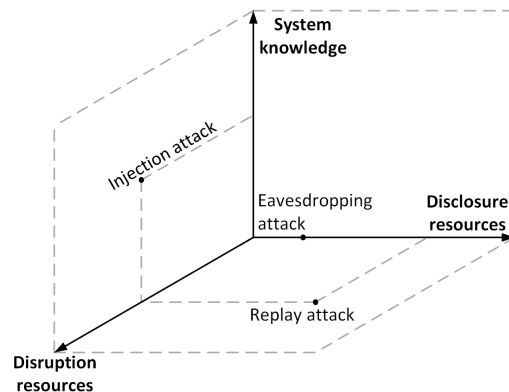 System
knowledge
Injection attack
Eavesdropping
attack
Disclosure
resources
Replay attack
Disruption
resources